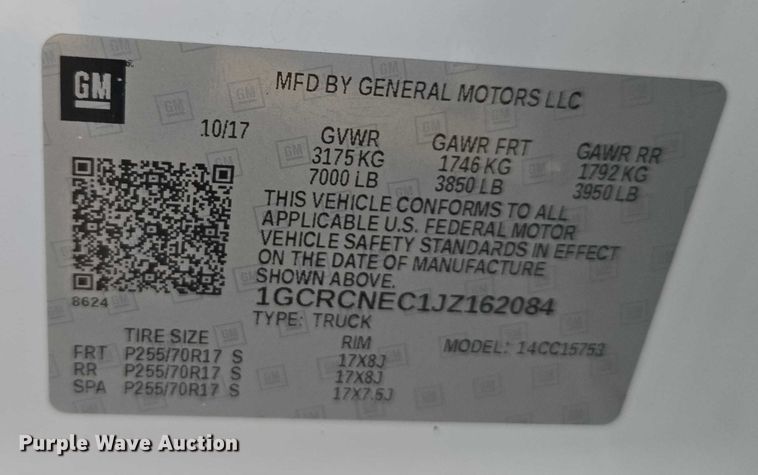 GM
MFD BY GENERAL MOTORS LLC
10/17
GVWR GAWR FRT GAWR RR
3175 KG 1746 KG 1792 KG
7000 LB 3850 LB 3950 LB
THIS VEHICLE CONFORMS TO ALL
APPLICABLE U.S. FEDERAL MOTOR
VEHICLE SAFETY STANDARDS IN EFFECT
ON THE DATE OF MANUFACTURE
SHOWN ABOVE.
8624
1GCRCNEC1JZ162084
TYPE: TRUCK
TIRE SIZE RIM MODEL: 14CC15753
FRT P255/70R17 S 17X8J
RR P255/70R17 S 17X8J
SPA P255/70R17 S 17X7.5J
Purple Wave Auction